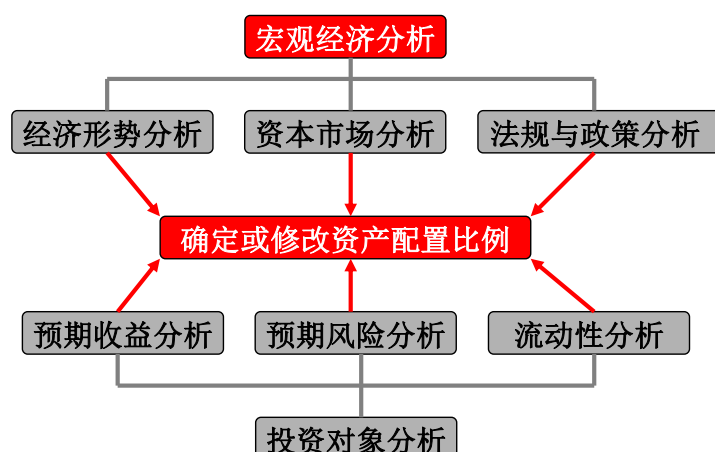 宏观经济分析
经济形势分析
资本市场分析
法规与政策分析
确定或修改资产配置比例
预期收益分析
预期风险分析
流动性分析
投资对象分析